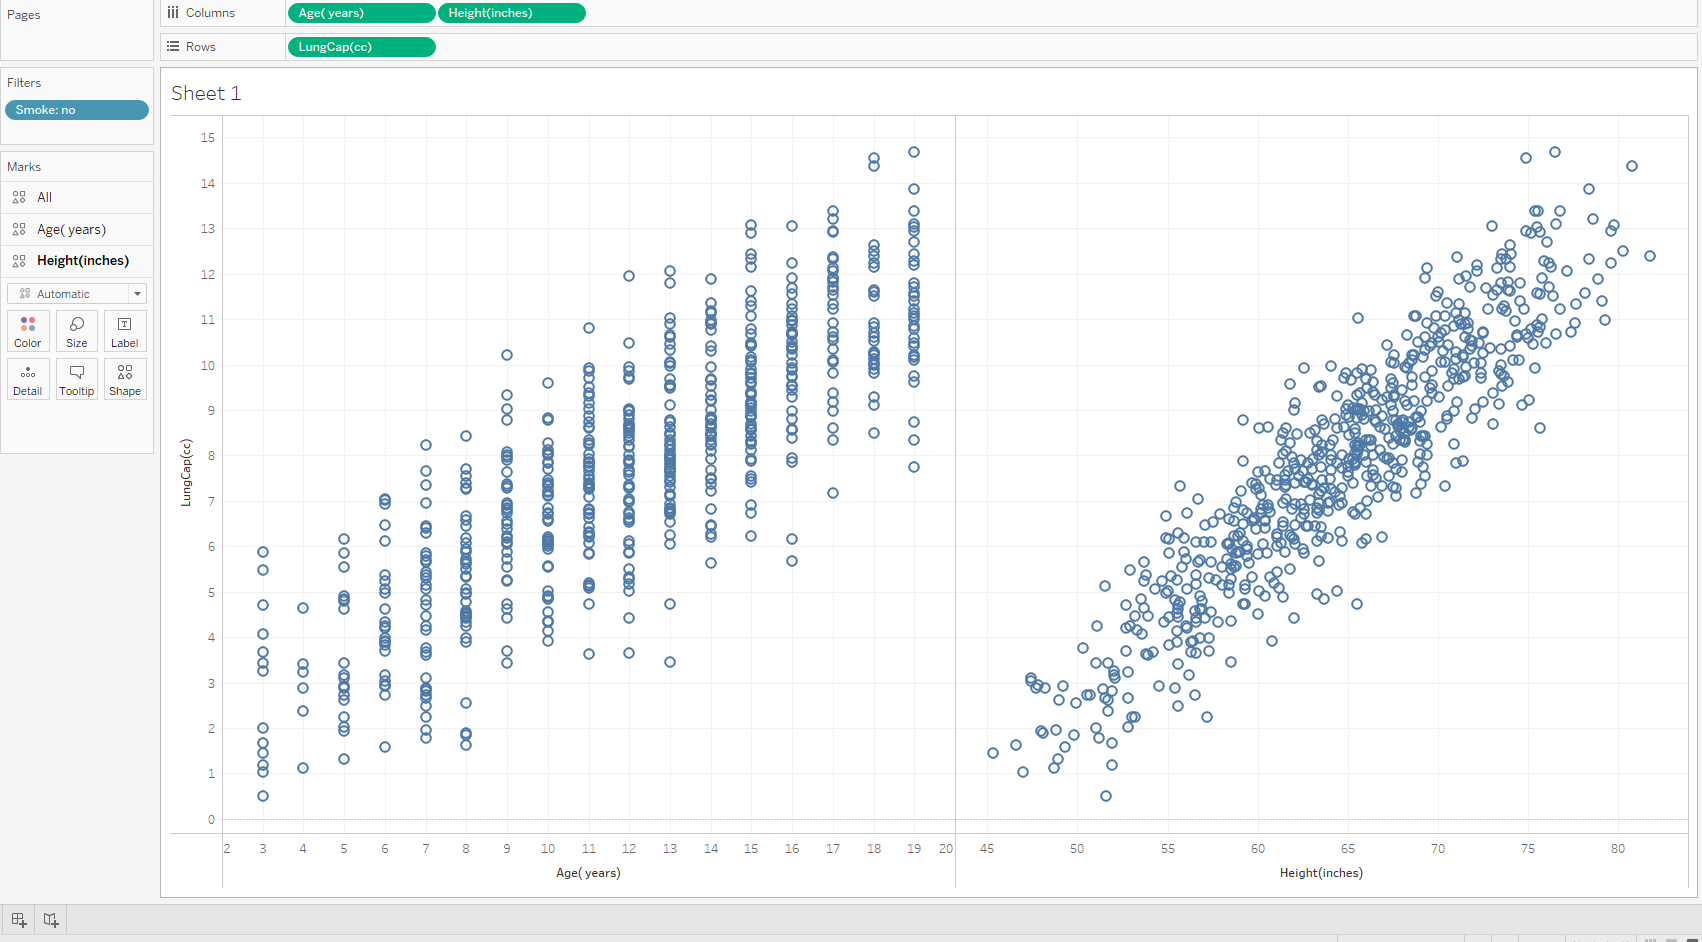 Pages
Columns
Age( years)
Height(inches)
Rows
LungCap(cc)
Filters
Smoke: no
Marks
All
Age( years)
Height(inches)
Automatic
Color
Size
Label
Detail
Tooltip
Shape
Sheet 1
LungCap(cc)
15
14
13
12
11
10
9
8
7
6
5
4
3
2
1
0
2 3 4 5 6 7 8 9 10 11 12 13 14 15 16 17 18 19 20
45 50 55 60 65 70 75 80
Age( years)
Height(inches)